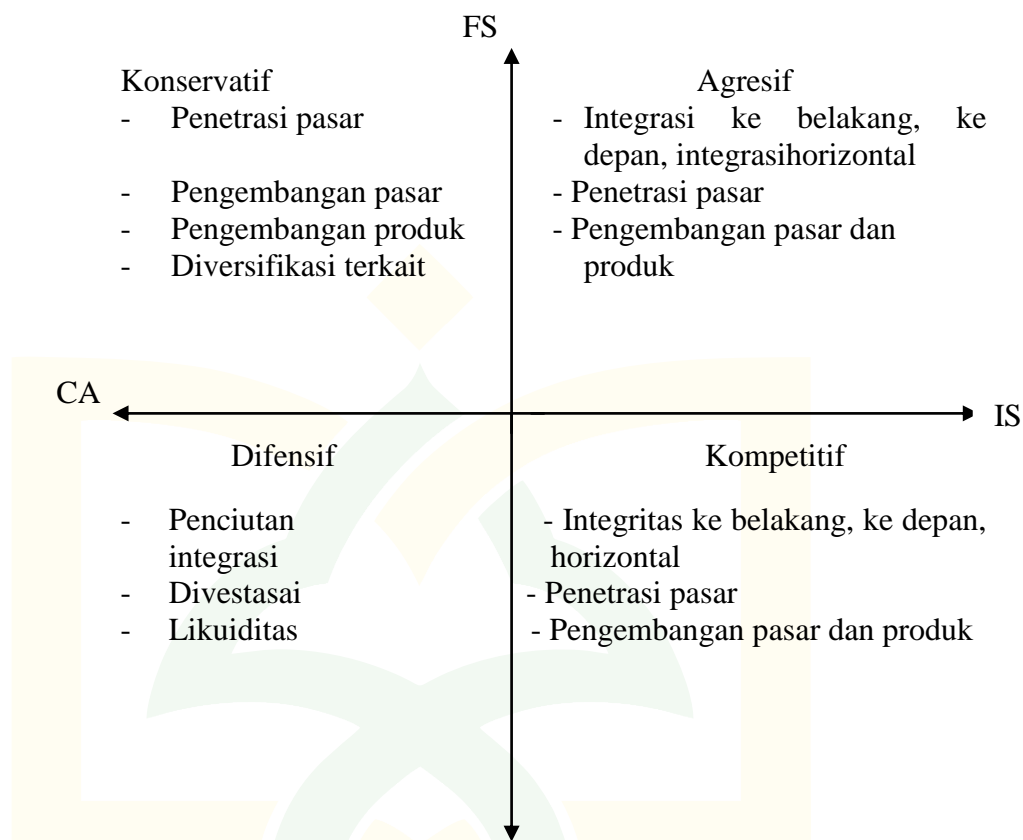 FS
Konservatif
- Penetrasi pasar
- Pengembangan pasar
- Pengembangan produk
- Diversifikasi terkait
Agresif
- Integrasi ke belakang, ke
depan, integrasihorizontal
- Penetrasi pasar
- Pengembangan pasar dan
produk
CA
IS
Difensif
- Penciutan
integrasi
- Divestasai
- Likuiditas
Kompetitif
- Integritas ke belakang, ke depan,
horizontal
- Penetrasi pasar
- Pengembangan pasar dan produk